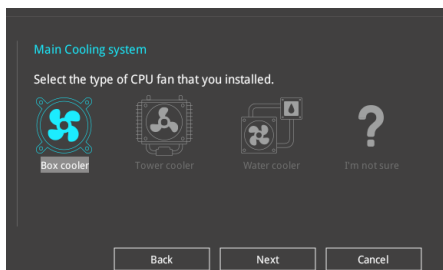 Main Cooling system
Select the type of CPU fan that you installed.
Box cooler
Tower cooler
Water cooler
I'm not sure
Back
Next
Cancel